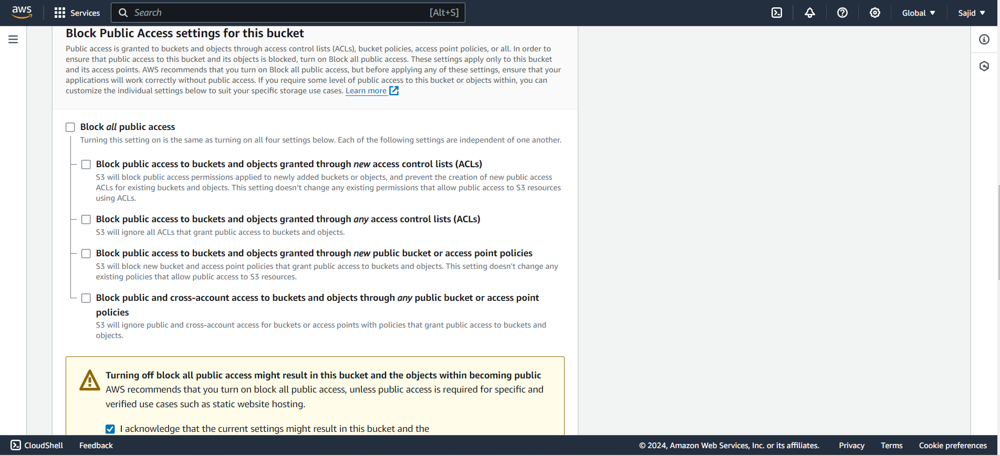 aws
Services
Search
[Alt+S]
Global
Sajid
Block Public Access settings for this bucket
Public access is granted to buckets and objects through access control lists (ACLs), bucket policies, access point policies, or all. In order to
ensure that public access to this bucket and its objects is blocked, turn on Block all public access. These settings apply only to this bucket
and its access points. AWS recommends that you turn on Block all public access, but before applying any of these settings, ensure that your
applications will work correctly without public access. If you require some level of public access to this bucket or objects within, you can
customize the individual settings below to suit your specific storage use cases. Learn more
Block all public access
Turning this setting on is the same as turning on all four settings below. Each of the following settings are independent of one another.
Block public access to buckets and objects granted through new access control lists (ACLs)
S3 will block public access permissions applied to newly added buckets or objects, and prevent the creation of new public access
ACLs for existing buckets and objects. This setting doesn't change any existing permissions that allow public access to S3 resources
using ACLs.
Block public access to buckets and objects granted through any access control lists (ACLs)
S3 will ignore all ACLs that grant public access to buckets and objects.
Block public access to buckets and objects granted through new public bucket or access point policies
S3 will block new bucket and access point policies that grant public access to buckets and objects. This setting doesn't change any
existing policies that allow public access to S3 resources.
Block public and cross-account access to buckets and objects through any public bucket or access point
policies
S3 will ignore public and cross-account access for buckets or access points with policies that grant public access to buckets and
objects.
Turning off block all public access might result in this bucket and the objects within becoming public
AWS recommends that you turn on block all public access, unless public access is required for specific and
verified use cases such as static website hosting.
I acknowledge that the current settings might result in this bucket and the
CloudShell
Feedback
© 2024, Amazon Web Services, Inc. or its affiliates.
Privacy
Terms
Cookie preferences